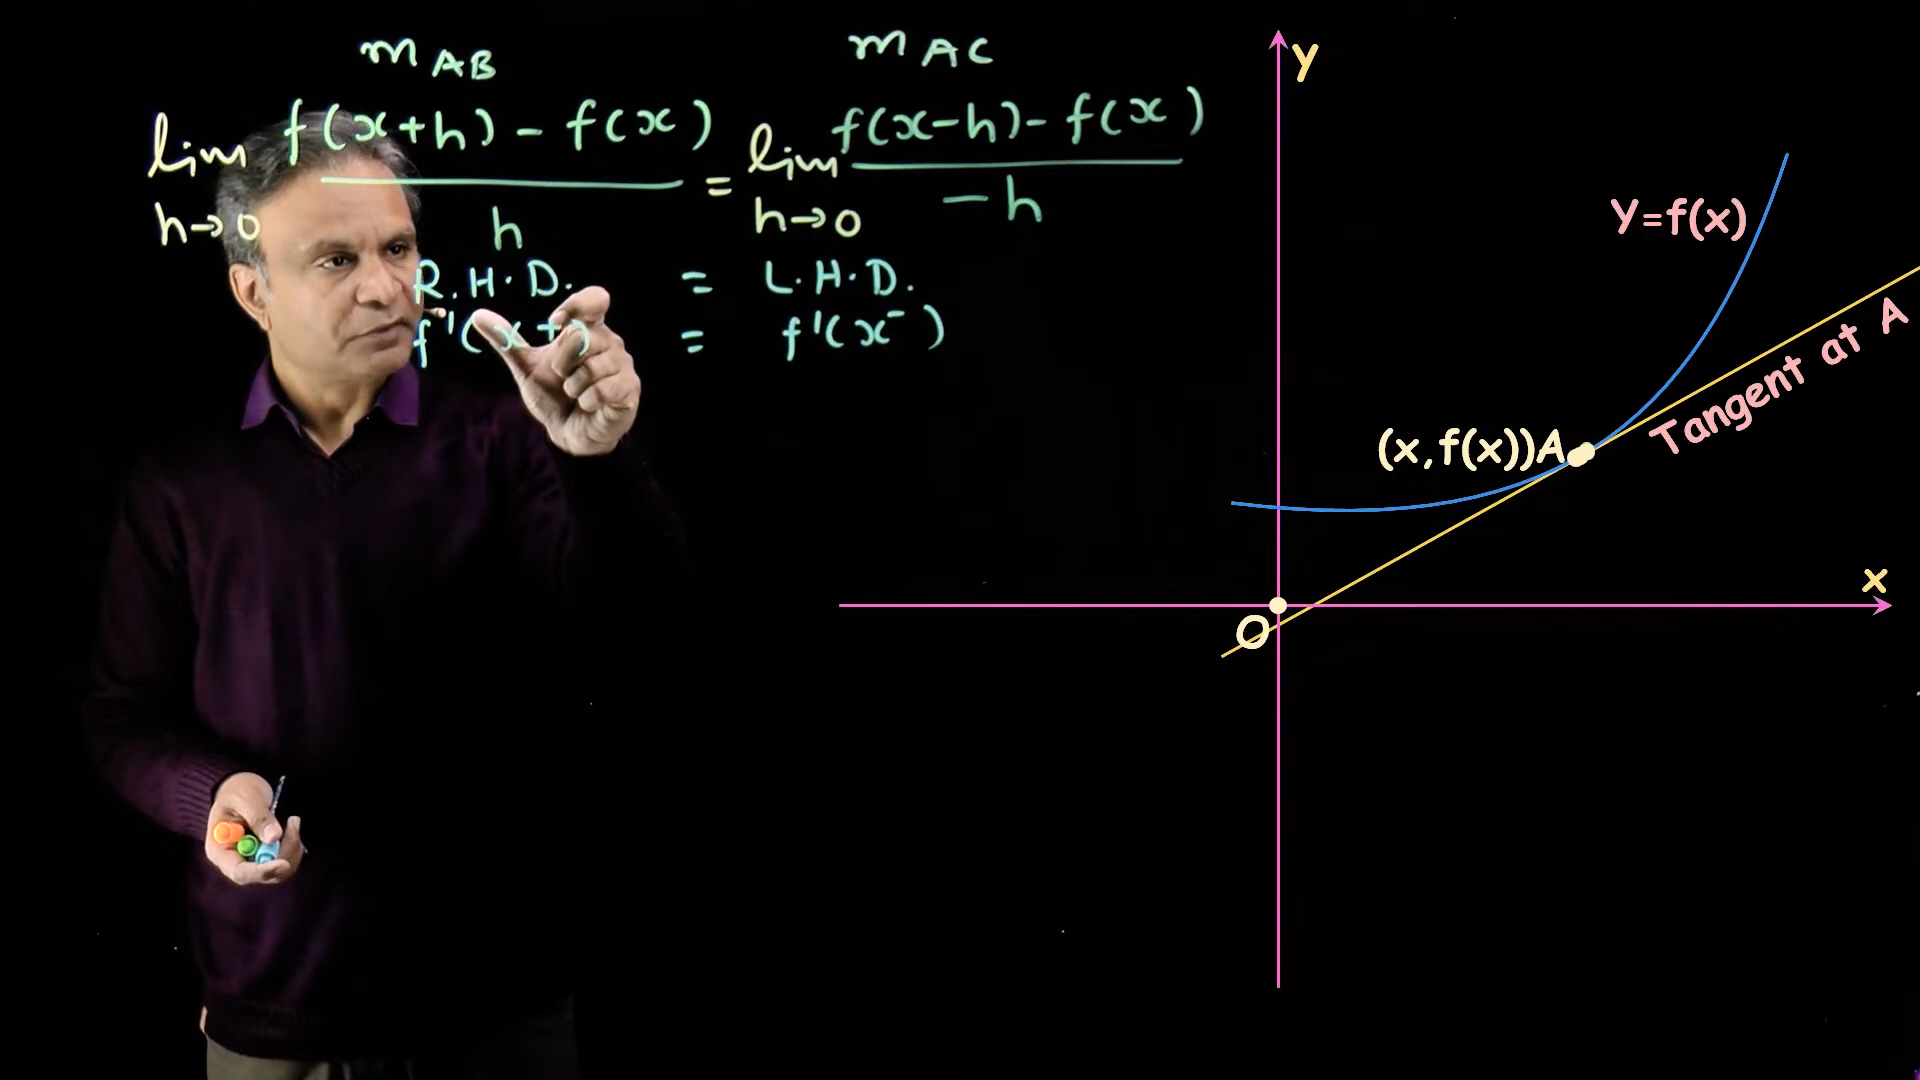 m AB
m AC
lim f(x+h) - f(x) = lim f(x-h) - f(x)
h→0 h h→0 -h
R.H.D. = L.H.D.
f'(x+) = f'(x⁻)
y
Y=f(x)
Tangent at A
(x,f(x))A
x
O